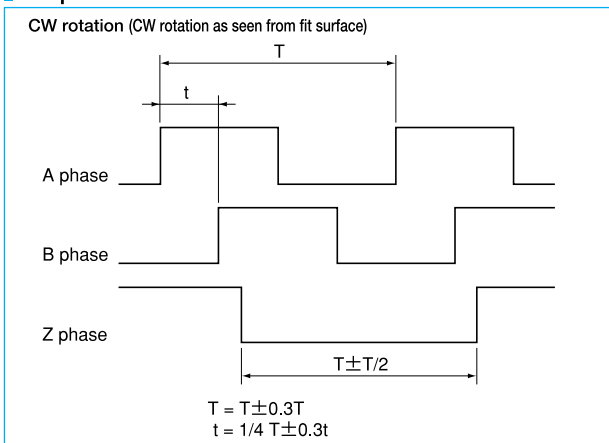 CW rotation (CW rotation as seen from fit surface)
T
t
A phase
B phase
Z phase
T±T/2
T = T±0.3T
t = 1/4 T±0.3t